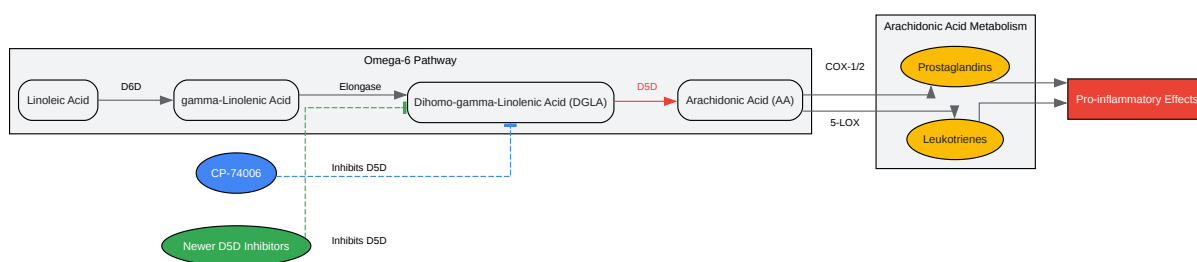 Arachidonic Acid Metabolism
Omega-6 Pathway
COX-1/2
Prostaglandins
Linoleic Acid
D6D
gamma-Linolenic Acid
Elongase
Dihomo-gamma-Linolenic Acid (DGLA)
D5D
Arachidonic Acid (AA)
Pro-inflammatory Effects
5-LOX
Leukotrienes
CP-74006
Inhibits D5D
Newer D5D Inhibitors
Inhibits D5D